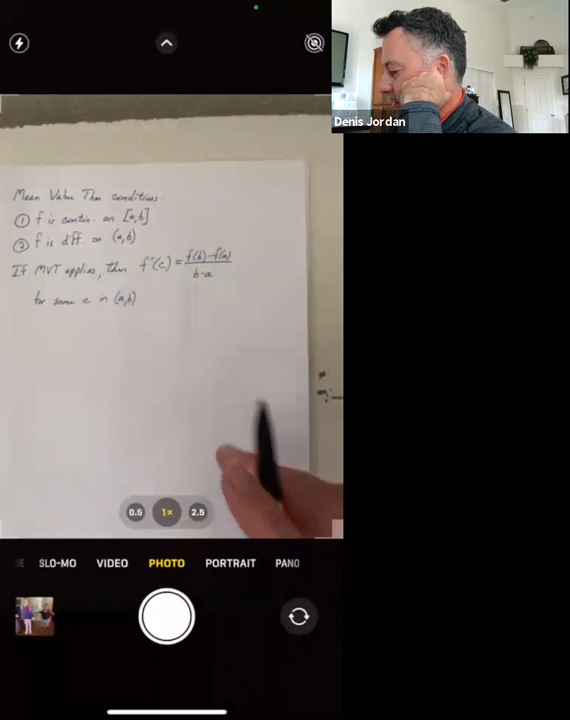 Denis Jordan
Mean Value Thm conditions:
① f is contin. on [a,b]
② f is diff. on (a,b)
If MVT applies, then f'(c) = f(b)-f(a) / b-a
for some c in (a,b)
0.5 1× 2.5
SLO-MO VIDEO PHOTO PORTRAIT PANO